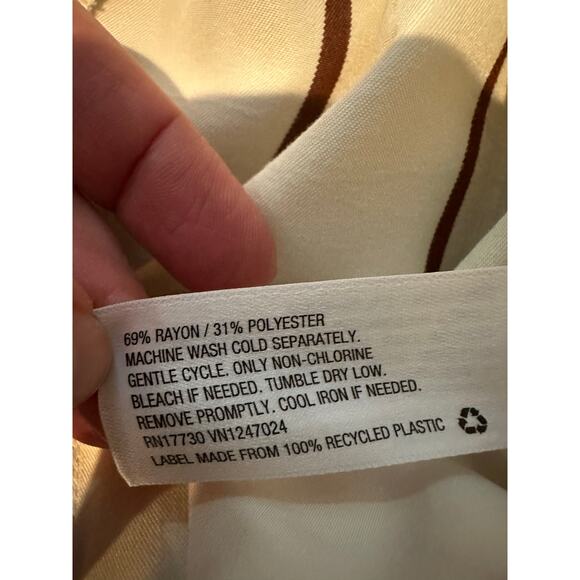 69% RAYON / 31% POLYESTER
MACHINE WASH COLD SEPARATELY.
GENTLE CYCLE. ONLY NON-CHLORINE
BLEACH IF NEEDED. TUMBLE DRY LOW.
REMOVE PROMPTLY. COOL IRON IF NEEDED.
RN17730 VN1247024
LABEL MADE FROM 100% RECYCLED PLASTIC